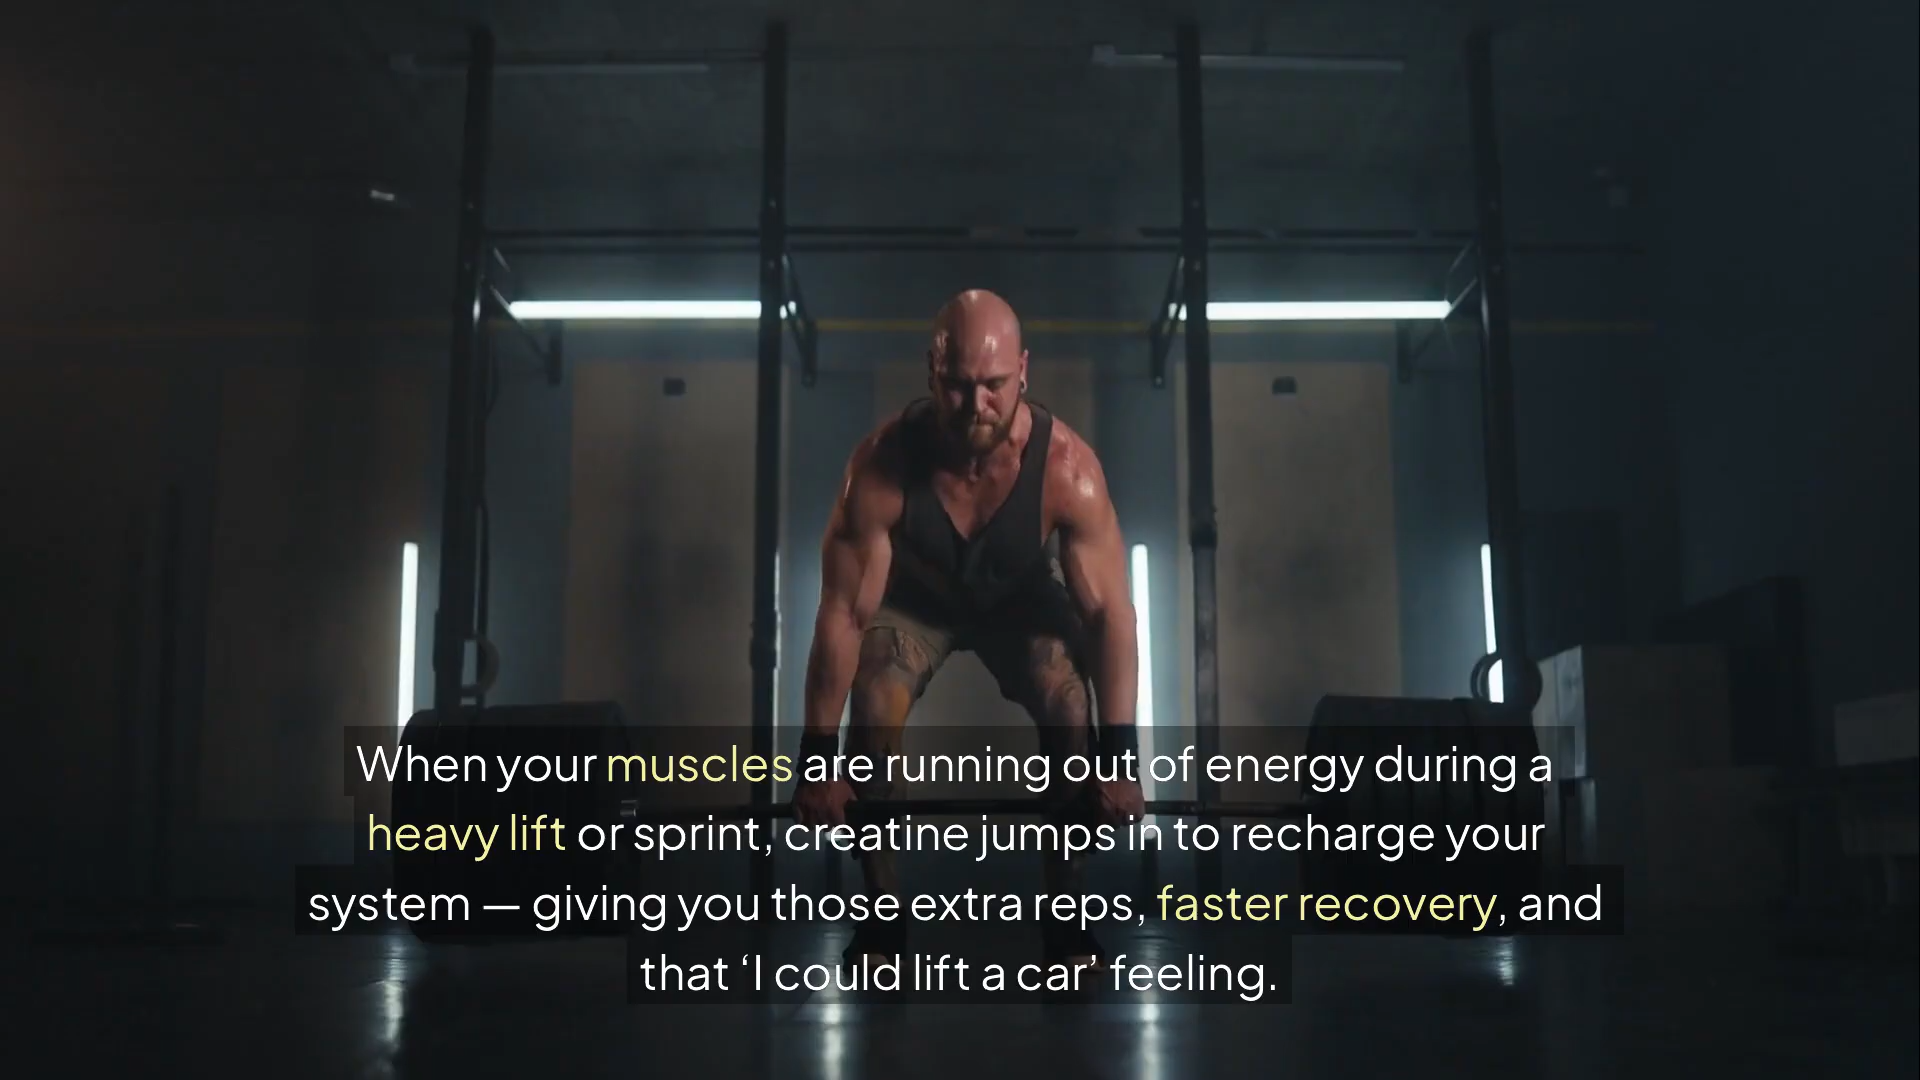 When your muscles are running out of energy during a
heavy lift or sprint, creatine jumps in to recharge your
system — giving you those extra reps, faster recovery, and
that ‘I could lift a car’ feeling.